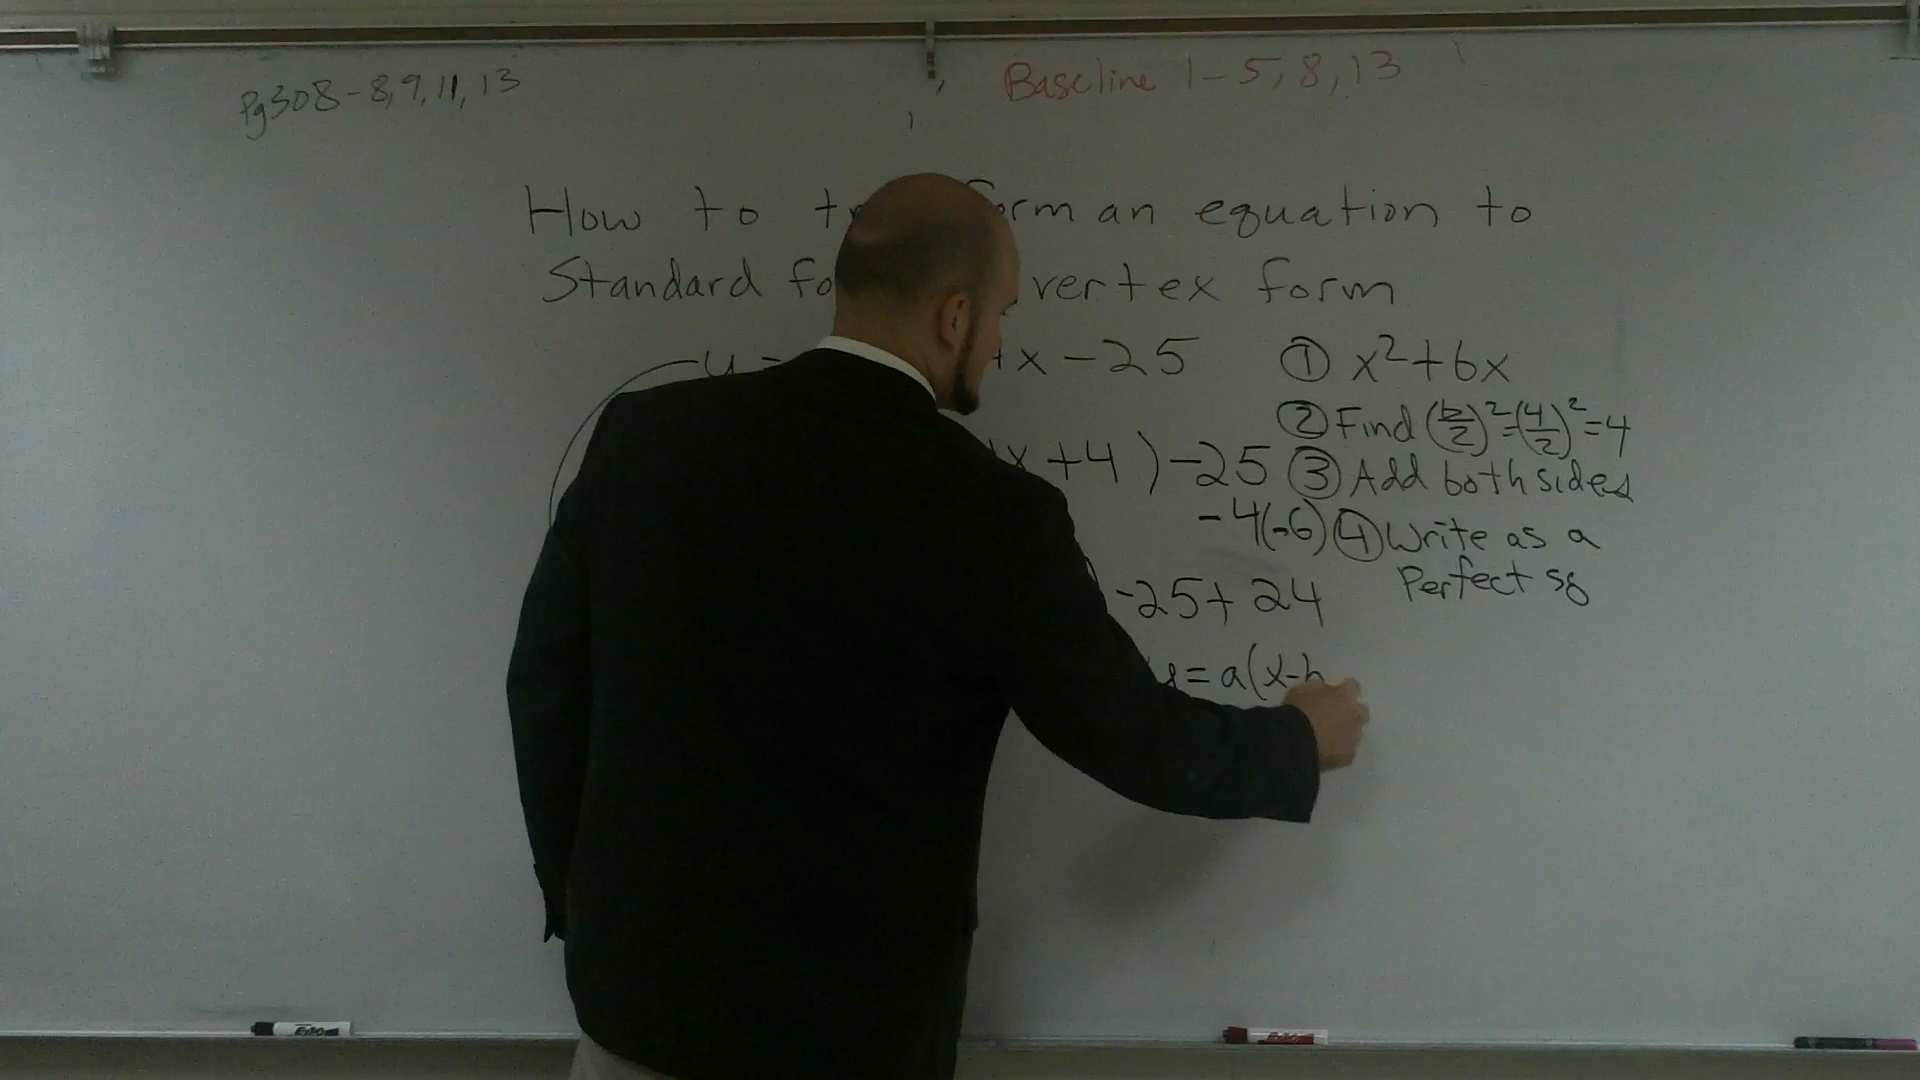 Pg308-8,9,11,13
Baseline 1-5,8,13
How to form an equation to
Standard vertex form
y = x -25
① x²+6x
② Find (b/2)²=(4/2)²=4
x +4 ) -25
③ Add both sides
-4(-6)
④ Write as a
Perfect sq
-25+24
y = a(x-h
EXPO
EXPO